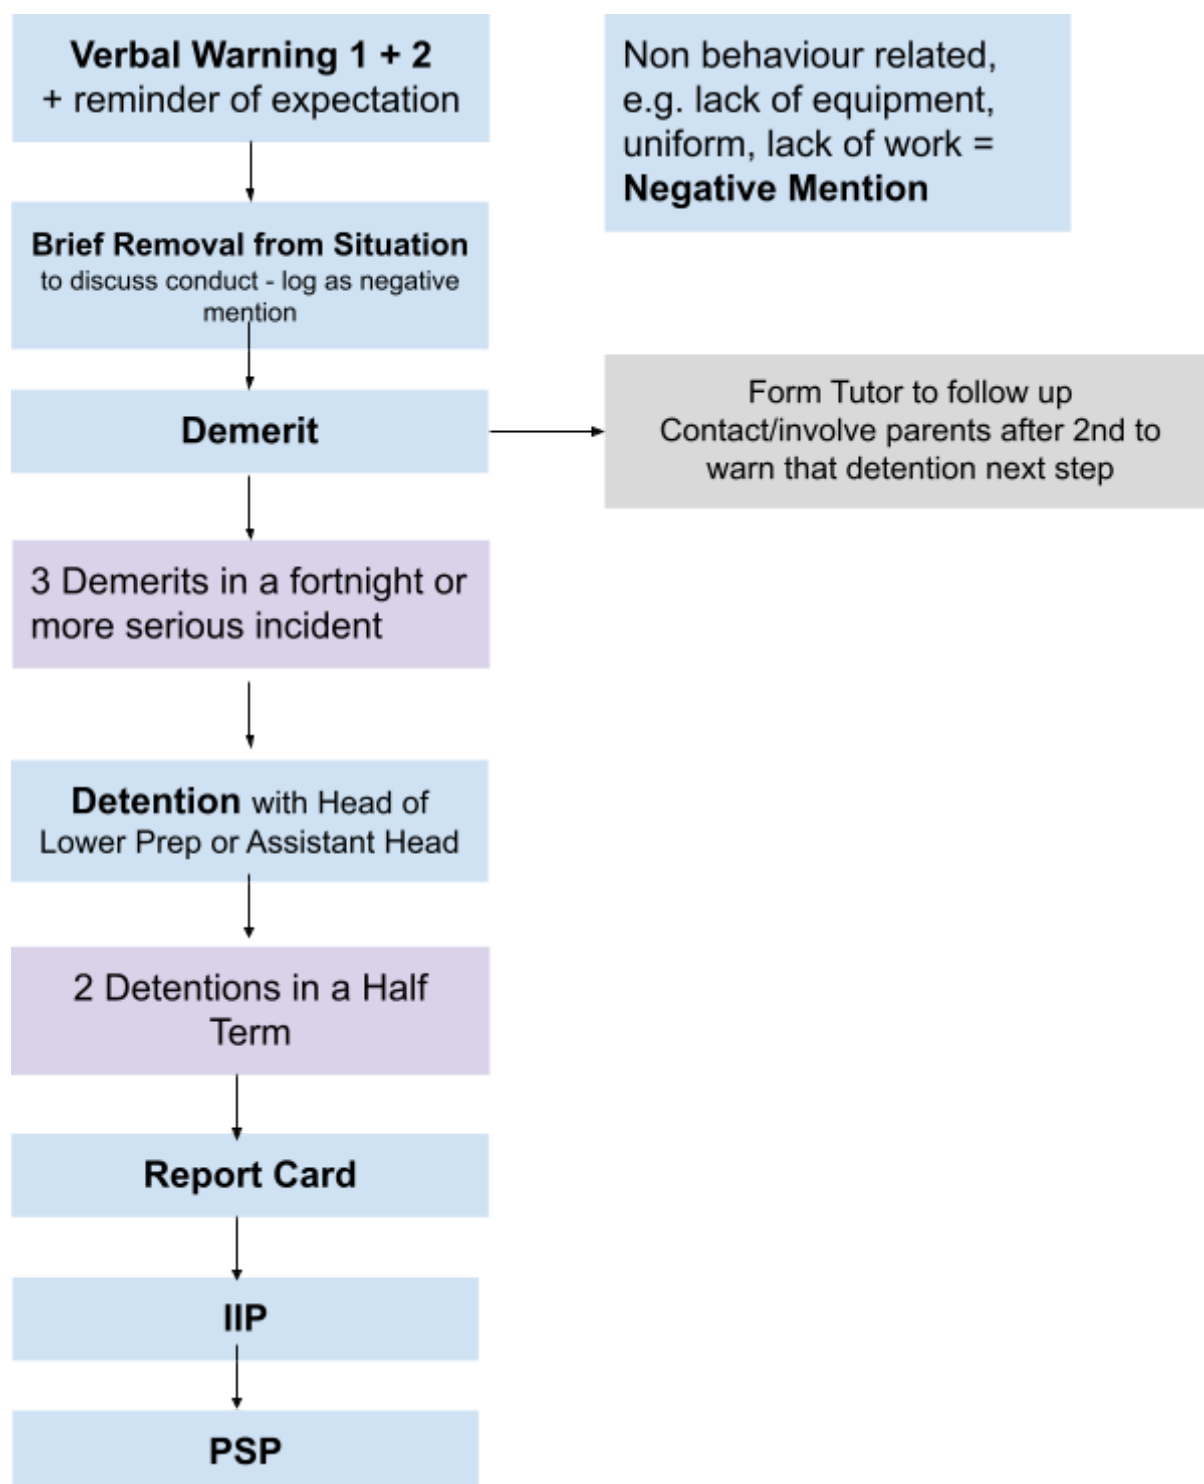 Verbal Warning 1 + 2
+ reminder of expectation
Non behaviour related,
e.g. lack of equipment,
uniform, lack of work =
Negative Mention
Brief Removal from Situation
to discuss conduct - log as negative
mention
Demerit
Form Tutor to follow up
Contact/involve parents after 2nd to
warn that detention next step
3 Demerits in a fortnight or
more serious incident
Detention with Head of
Lower Prep or Assistant Head
2 Detentions in a Half
Term
Report Card
IIP
PSP